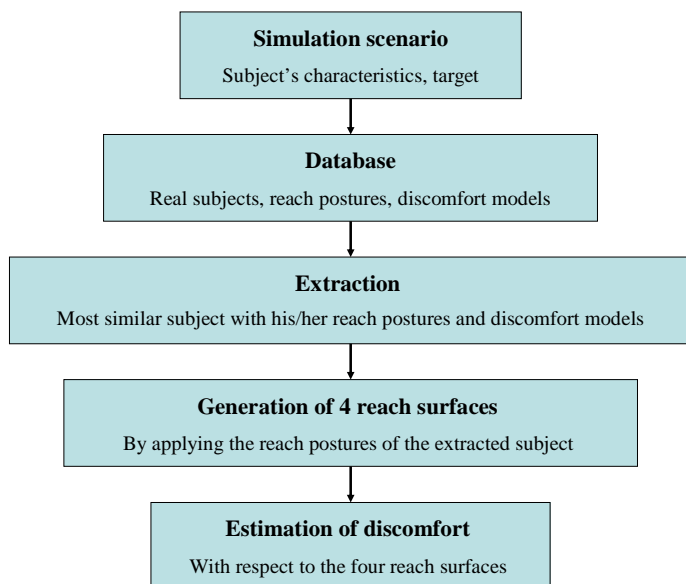 Simulation scenario
Subject's characteristics, target
Database
Real subjects, reach postures, discomfort models
Extraction
Most similar subject with his/her reach postures and discomfort models
Generation of 4 reach surfaces
By applying the reach postures of the extracted subject
Estimation of discomfort
With respect to the four reach surfaces